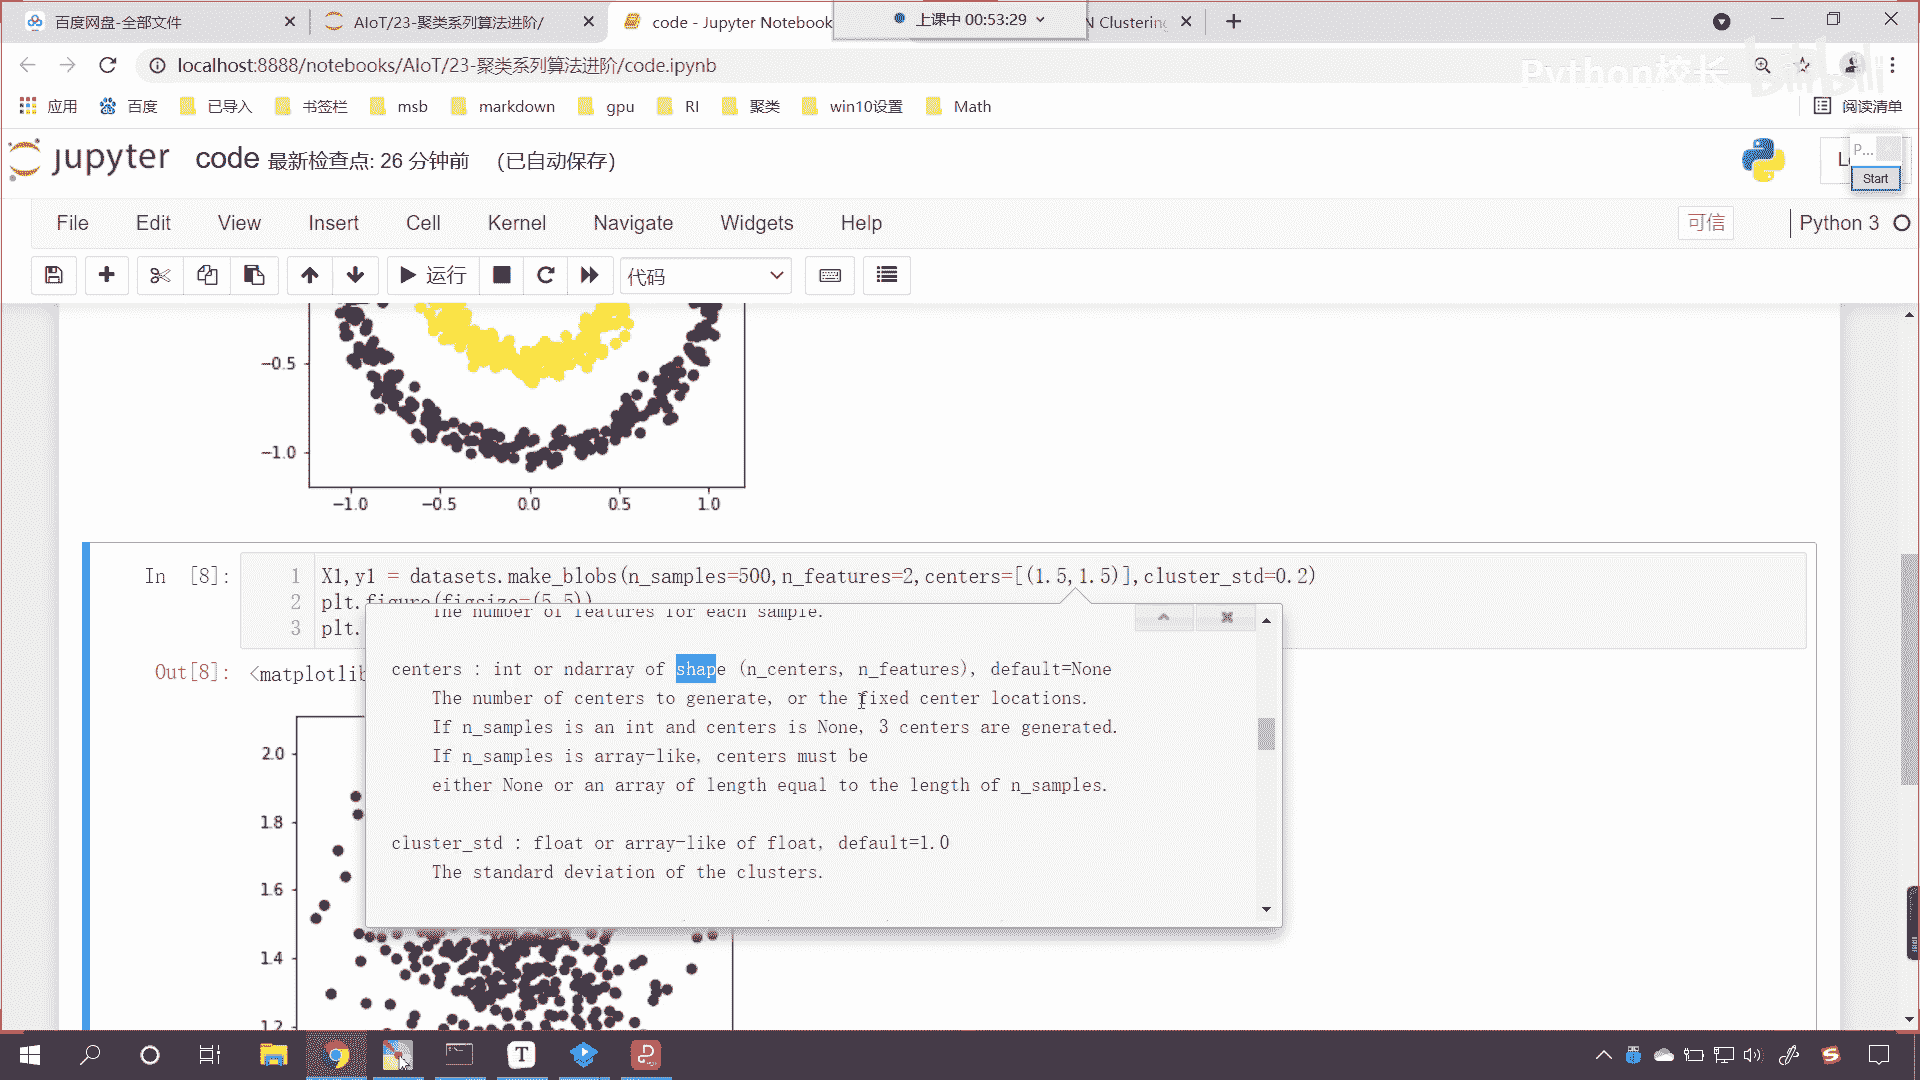 百度网盘-全部文件
AIoT/23-聚类系列算法进阶/
code - Jupyter Notebook
上课中 00:53:29
N Clustering
localhost:8888/notebooks/AIoT/23-聚类系列算法进阶/code.ipynb
Python校长
bilibili
应用
百度
已导入
书签栏
msb
markdown
gpu
RI
聚类
win10设置
Math
阅读清单
jupyter
code 最新检查点: 26 分钟前 (已自动保存)
P...
Start
File Edit View Insert Cell Kernel Navigate Widgets Help
可信
Python 3
运行
代码
−0.5
−1.0
−1.0 −0.5 0.0 0.5 1.0
In [8]:
1 X1,y1 = datasets.make_blobs(n_samples=500,n_features=2,centers=[(1.5,1.5)],cluster_std=0.2)
2 plt.figure(figsize=(5,5))
3 plt.
The number of features for each sample.
centers : int or ndarray of shape (n_centers, n_features), default=None
The number of centers to generate, or the fixed center locations.
If n_samples is an int and centers is None, 3 centers are generated.
If n_samples is array-like, centers must be
either None or an array of length equal to the length of n_samples.
cluster_std : float or array-like of float, default=1.0
The standard deviation of the clusters.
Out[8]: <matplotlib
2.0
1.8
1.6
1.4
1.2